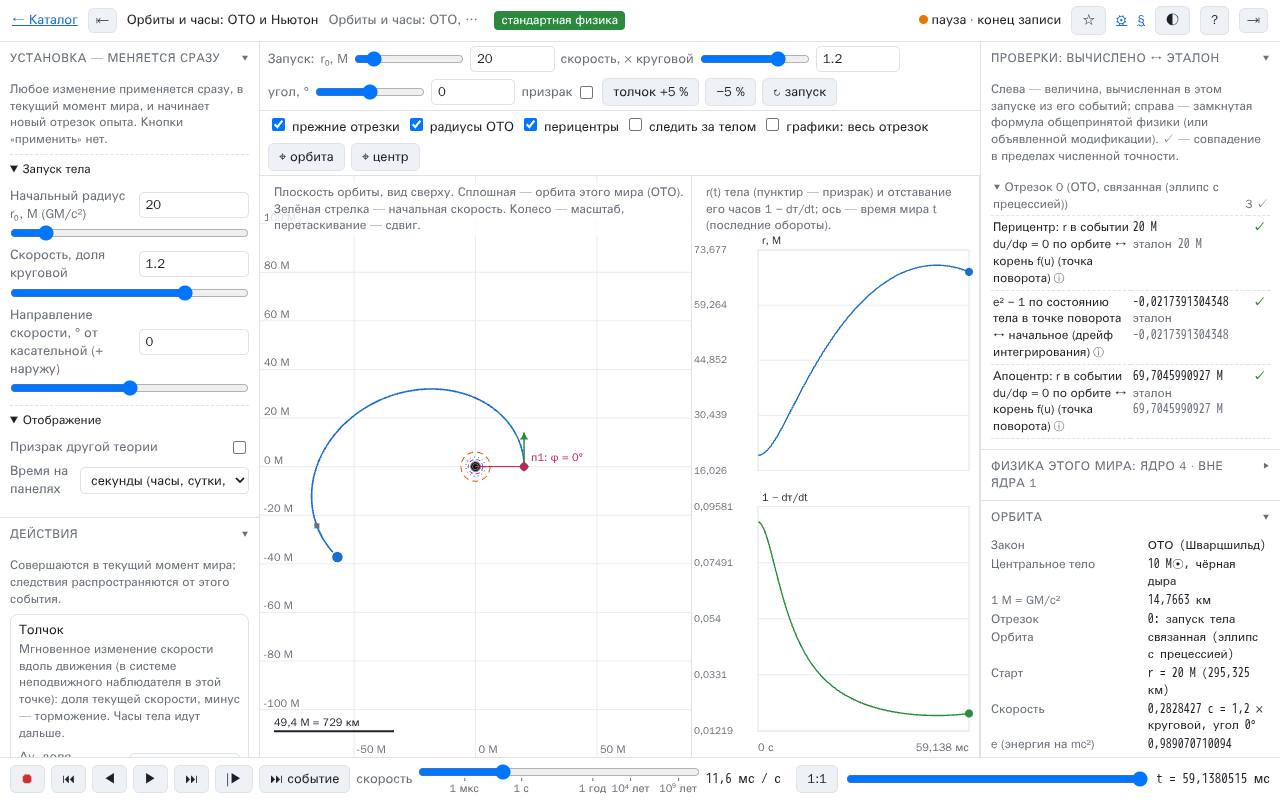 ← Каталог
⇤
Орбиты и часы: ОТО и Ньютон
Орбиты и часы: ОТО, ⋯
стандартная физика
пауза · конец записи
☆
⚙
§
◐
?
⇥
УСТАНОВКА — МЕНЯЕТСЯ СРАЗУ ▾
Любое изменение применяется сразу, в
текущий момент мира, и начинает
новый отрезок опыта. Кнопки
«применить» нет.
▼ Запуск тела
Начальный радиус
r₀, M (GM/c²)
20
Скорость, доля
круговой
1.2
Направление
скорости, ° от
касательной (+
наружу)
0
▼ Отображение
Призрак другой теории
Время на
панелях
секунды (часы, сутки,
ДЕЙСТВИЯ ▾
Совершаются в текущий момент мира;
следствия распространяются от этого
события.
Толчок
Мгновенное изменение скорости
вдоль движения (в системе
неподвижного наблюдателя в этой
точке): доля текущей скорости, минус
— торможение. Часы тела идут
дальше.
Запуск: r₀, M
20
скорость, × круговой
1.2
угол, °
0
призрак
толчок +5 %
−5 %
↻ запуск
прежние отрезки
радиусы ОТО
перицентры
следить за телом
графики: весь отрезок
⌖ орбита
⌖ центр
Плоскость орбиты, вид сверху. Сплошная — орбита этого мира (ОТО).
Зелёная стрелка — начальная скорость. Колесо — масштаб,
перетаскивание — сдвиг.
80 M
60 M
40 M
20 M
0 M
-20 M
-40 M
-60 M
-80 M
-100 M
п1: φ = 0°
49,4 M = 729 км
-50 M
0 M
50 M
r(t) тела (пунктир — призрак) и отставание
его часов 1 − dτ/dt; ось — время мира t
(последние обороты).
r, M
73,677
59,264
44,852
30,439
16,026
1 − dτ/dt
0,09581
0,07491
0,054
0,0331
0,01219
0 с
59,138 мс
ПРОВЕРКИ: ВЫЧИСЛЕНО ↔ ЭТАЛОН ▾
Слева — величина, вычисленная в этом
запуске из его событий; справа — замкнутая
формула общепринятой физики (или
объявленной модификации). ✓ — совпадение
в пределах численной точности.
▾ Отрезок 0 (ОТО, связанная (эллипс с
прецессией)) 3 ✓
Перицентр: r в событии 20 M ✓
du/dφ = 0 по орбите ↔ эталон 20 M
корень f(u) (точка
поворота) ⓘ
e² − 1 по состоянию -0,0217391304348 ✓
тела в точке поворота эталон
↔ начальное (дрейф -0,0217391304348
интегрирования) ⓘ
Апоцентр: r в событии 69,7045990927 M ✓
du/dφ = 0 по орбите ↔ эталон
корень f(u) (точка 69,7045990927 M
поворота) ⓘ
ФИЗИКА ЭТОГО МИРА: ЯДРО 4 · ВНЕ ▸
ЯДРА 1
ОРБИТА ▾
Закон ОТО (Шварцшильд)
Центральное тело 10 M☉, чёрная
дыра
1 M = GM/c² 14,7663 км
Отрезок 0: запуск тела
Орбита связанная (эллипс
с прецессией)
Старт r = 20 M (295,325
км)
Скорость 0,2828427 c = 1,2 ×
круговой, угол 0°
e (энергия на mc²) 0,989070710094
⏺
⏮
◀
▶
⏭
|▶
⏭ событие
скорость
1 мкс
1 с
1 год
10⁴ лет
10⁹ лет
11,6 мс / с
1:1
t = 59,1380515 мс